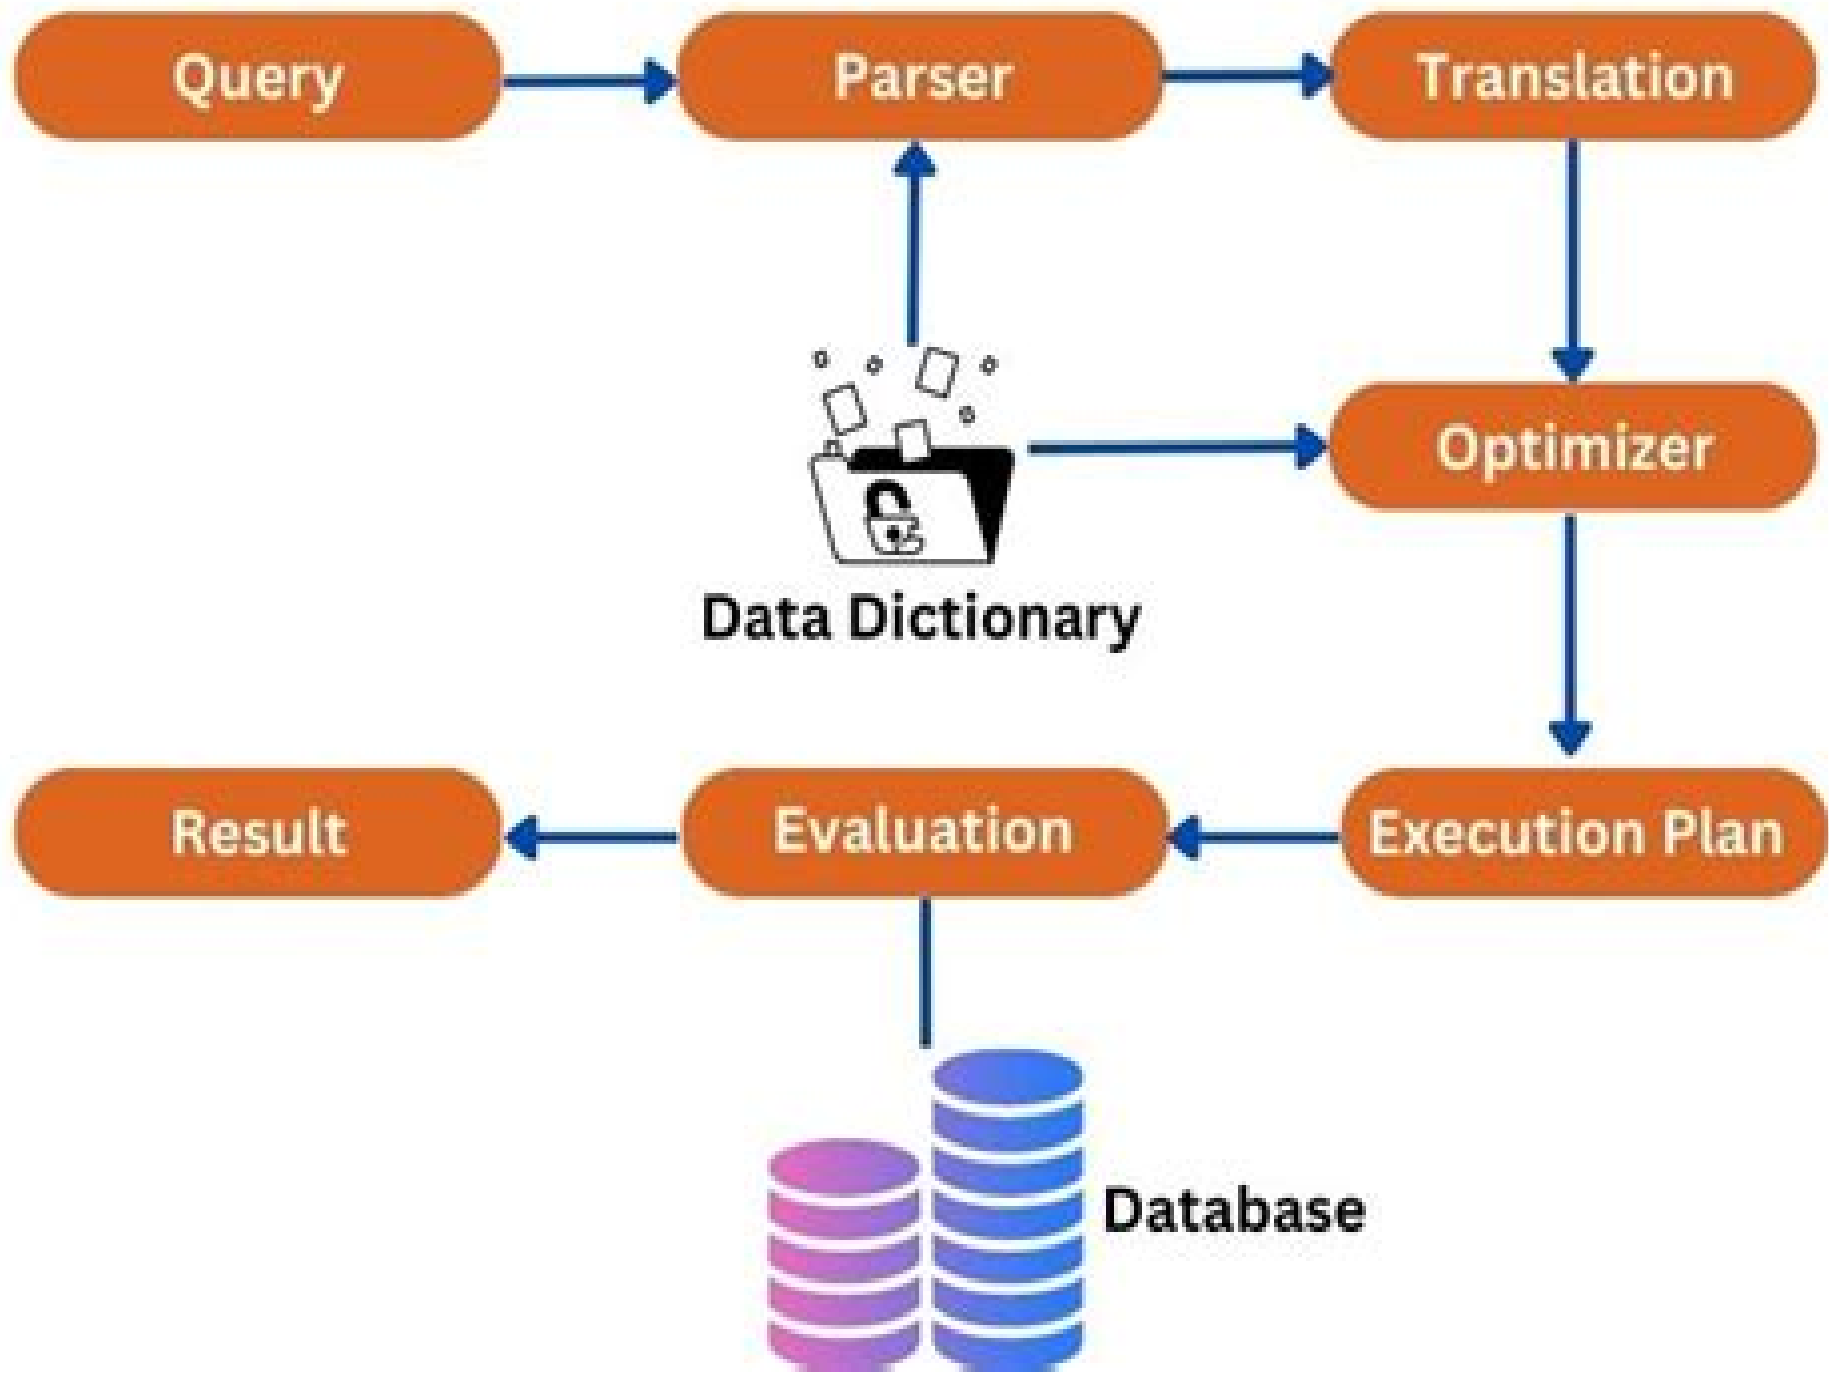 Query
Parser
Translation
Optimizer
Data Dictionary
Result
Evaluation
Execution Plan
Database